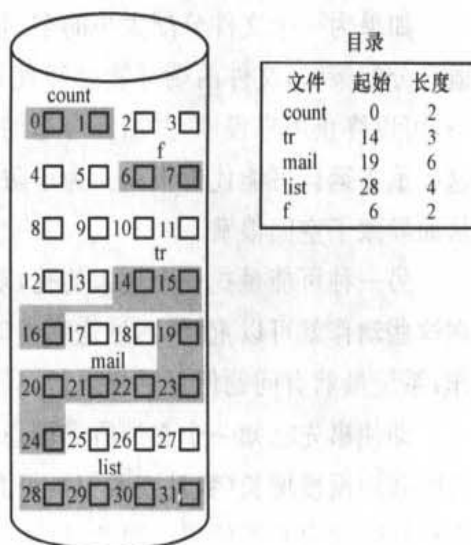 count
0 1 2 3
f
4 5 6 7
8 9 10 11
tr
12 13 14 15
16 17 18 19
mail
20 21 22 23
24 25 26 27
list
28 29 30 31
目录
文件 起始 长度
count 0 2
tr 14 3
mail 19 6
list 28 4
f 6 2